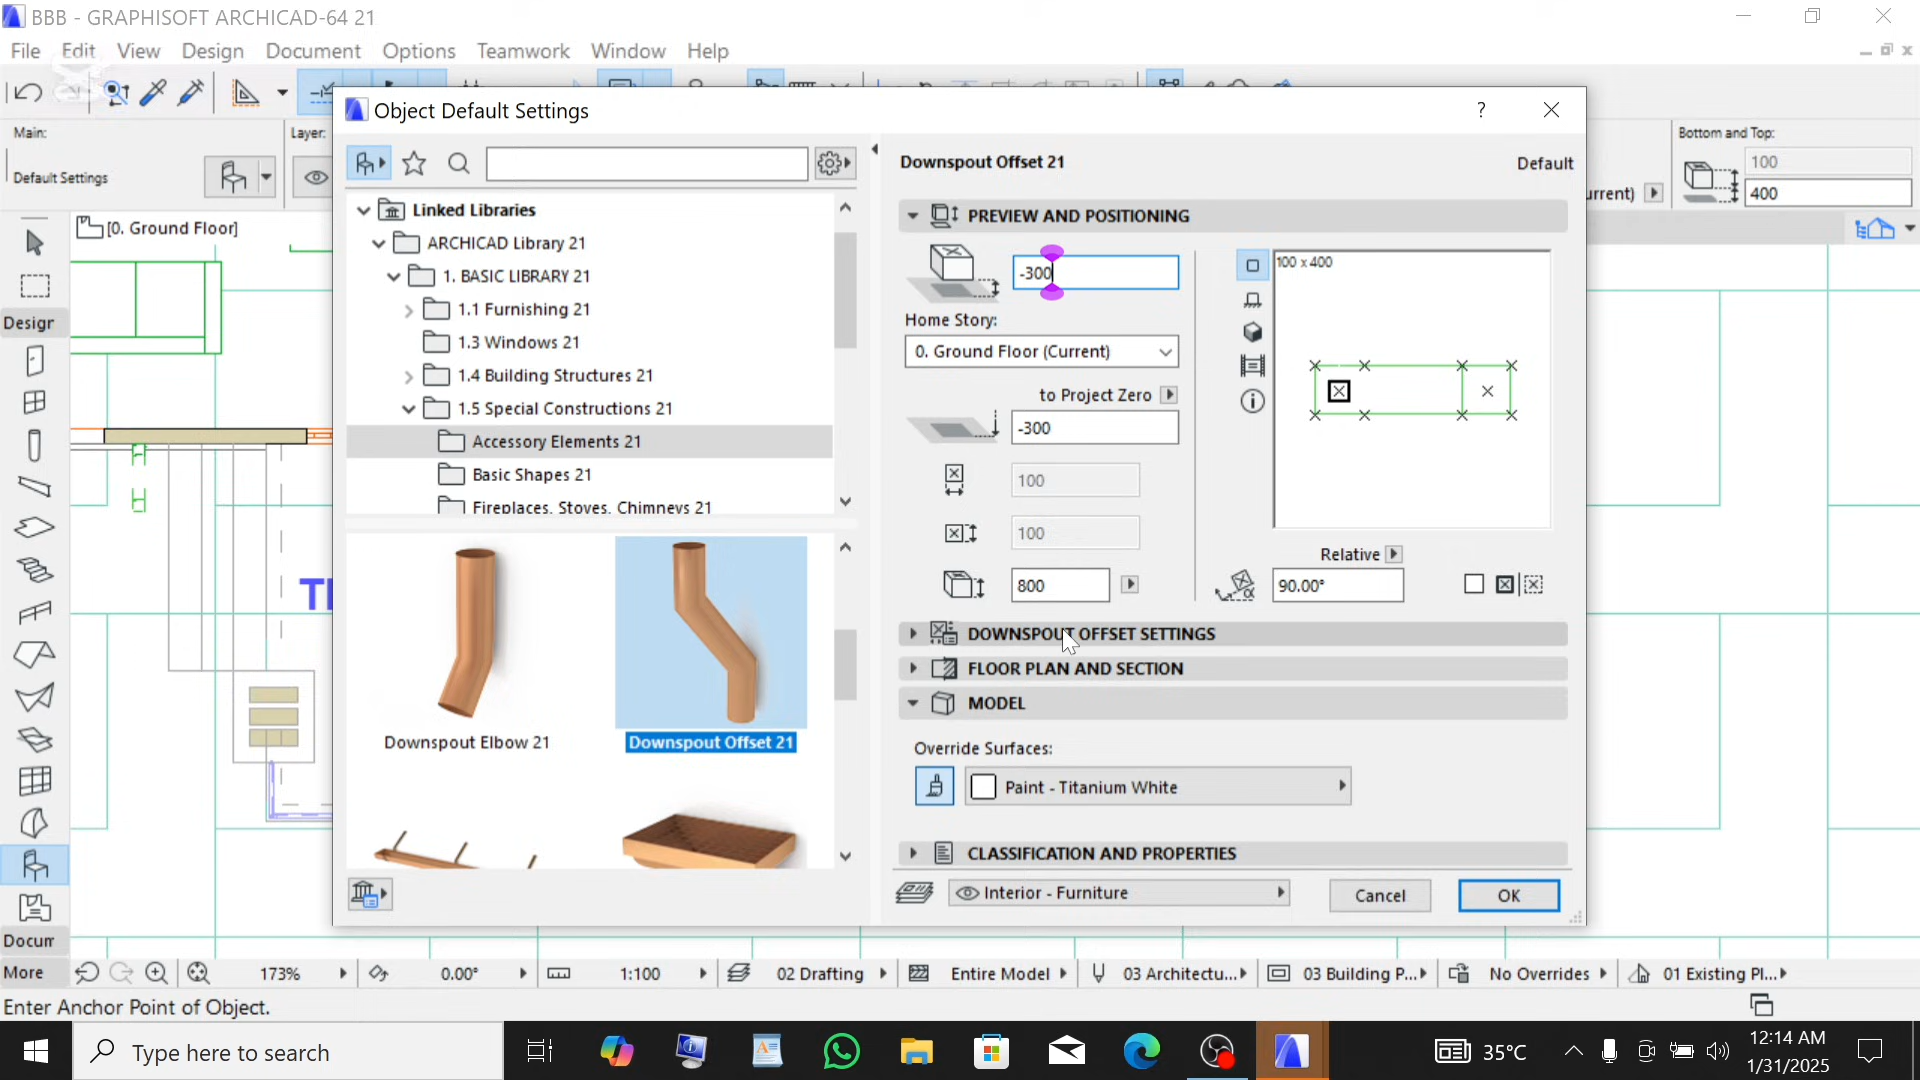 BBB - GRAPHISOFT ARCHICAD-64 21
File Edit View Design Document Options Teamwork Window Help
Main:
Layer:
Default Settings
Bottom and Top:
100
400
[0. Ground Floor]
Design
Docum
More
Object Default Settings
?
Linked Libraries
ARCHICAD Library 21
1. BASIC LIBRARY 21
1.1 Furnishing 21
1.3 Windows 21
1.4 Building Structures 21
1.5 Special Constructions 21
Accessory Elements 21
Basic Shapes 21
Fireplaces, Stoves, Chimneys 21
Downspout Elbow 21
Downspout Offset 21
Downspout Offset 21
Default
PREVIEW AND POSITIONING
-300
Home Story:
0. Ground Floor (Current)
to Project Zero
-300
100
100
800
100 x 400
Relative
90.00°
DOWNSPOUT OFFSET SETTINGS
FLOOR PLAN AND SECTION
MODEL
Override Surfaces:
Paint - Titanium White
CLASSIFICATION AND PROPERTIES
Interior - Furniture
Cancel
OK
173% 0.00° 1:100 02 Drafting Entire Model 03 Architectu... 03 Building P... No Overrides 01 Existing Pl...
Enter Anchor Point of Object.
Type here to search
35°C
12:14 AM
1/31/2025